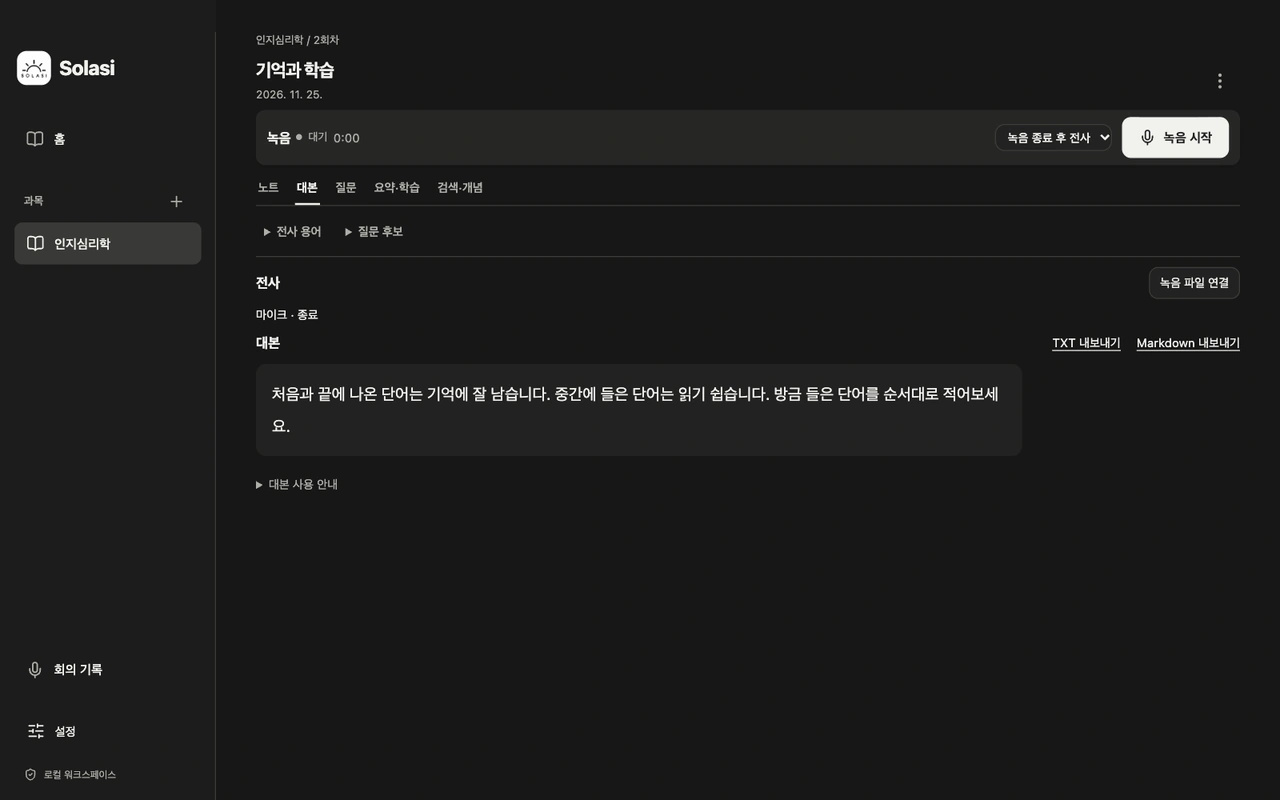 SOLASI
Solasi
홈
과목
인지심리학
회의 기록
설정
로컬 워크스페이스
인지심리학 / 2회차
기억과 학습
2026. 11. 25.
녹음 대기 0:00
녹음 종료 후 전사
녹음 시작
노트 대본 질문 요약·학습 검색·개념
전사 용어 질문 후보
전사
녹음 파일 연결
마이크 · 종료
대본
TXT 내보내기 Markdown 내보내기
처음과 끝에 나온 단어는 기억에 잘 남습니다. 중간에 들은 단어는 읽기 쉽습니다. 방금 들은 단어를 순서대로 적어보세
요.
대본 사용 안내